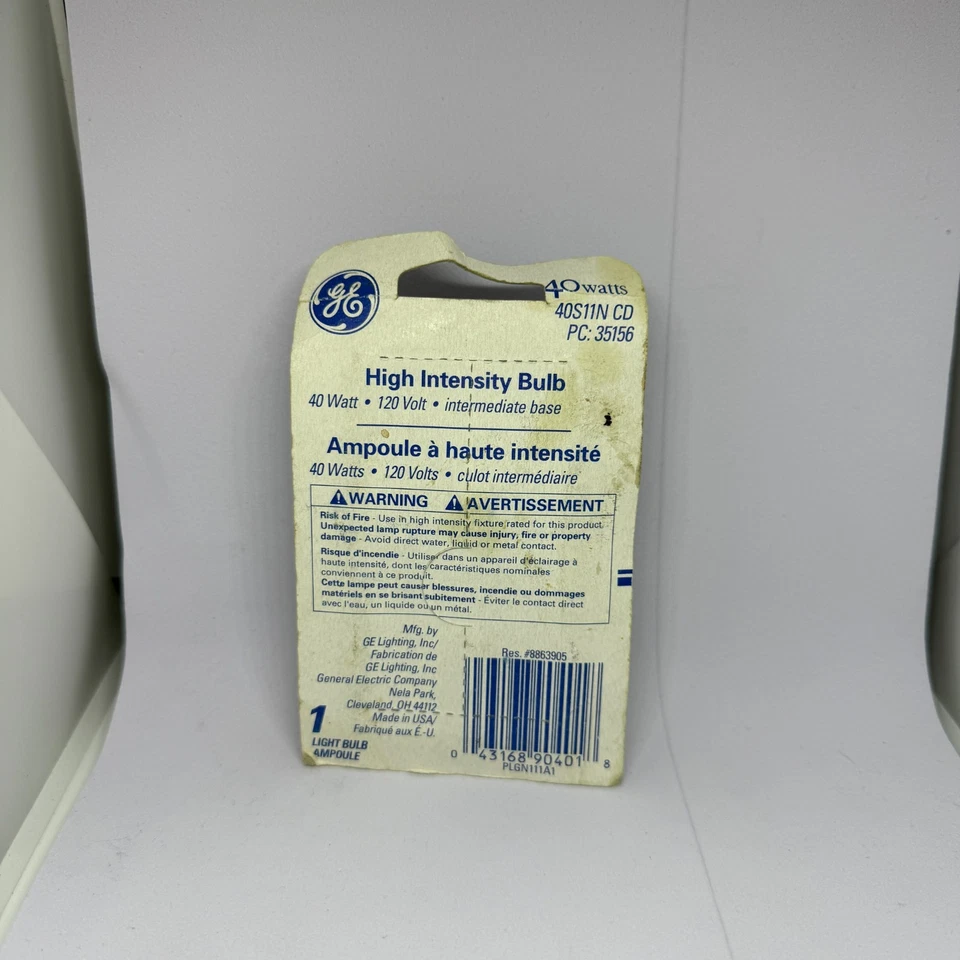 GE
40 watts
40S11N CD
PC: 35156
High Intensity Bulb
40 Watt • 120 Volt • intermediate base
Ampoule à haute intensité
40 Watts • 120 Volts • culot intermédiaire
WARNING AVERTISSEMENT
Risk of Fire - Use in high intensity fixture rated for this product.
Unexpected lamp rupture may cause injury, fire or property
damage - Avoid direct water, liquid or metal contact.
Risque d'incendie - Utiliser dans un appareil d'éclairage à
haute intensité, dont les caractéristiques nominales
conviennent à ce produit.
Cette lampe peut causer blessures, incendie ou dommages
matériels en se brisant subitement - Éviter le contact direct
avec l'eau, un liquide ou un métal.
Mfg. by
GE Lighting, Inc/
Fabrication de
GE Lighting, Inc
General Electric Company
Nela Park,
Cleveland, OH 44112
Made in USA/
Fabriqué aux É.-U.
1
LIGHT BULB
AMPOULE
Res. #8863905
0 43168 90401 8
PLGN111A1